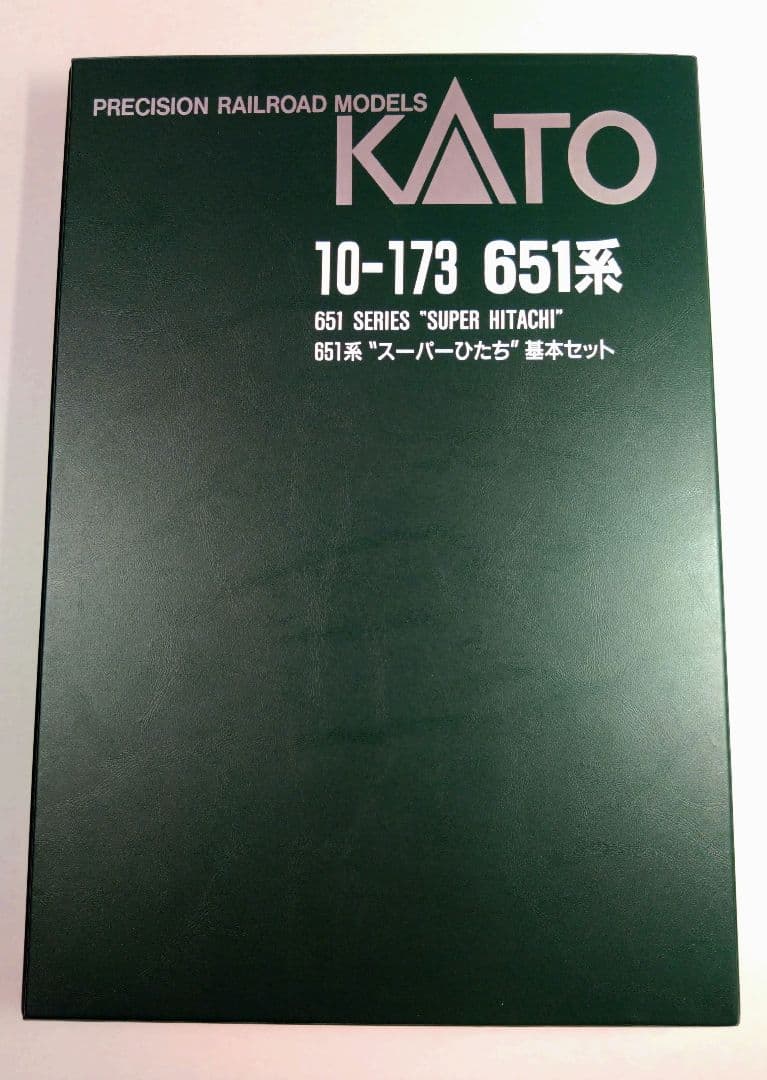 PRECISION RAILROAD MODELS
KATO
10-173 651系
651 SERIES "SUPER HITACHI"
651系 "スーパーひたち" 基本セット